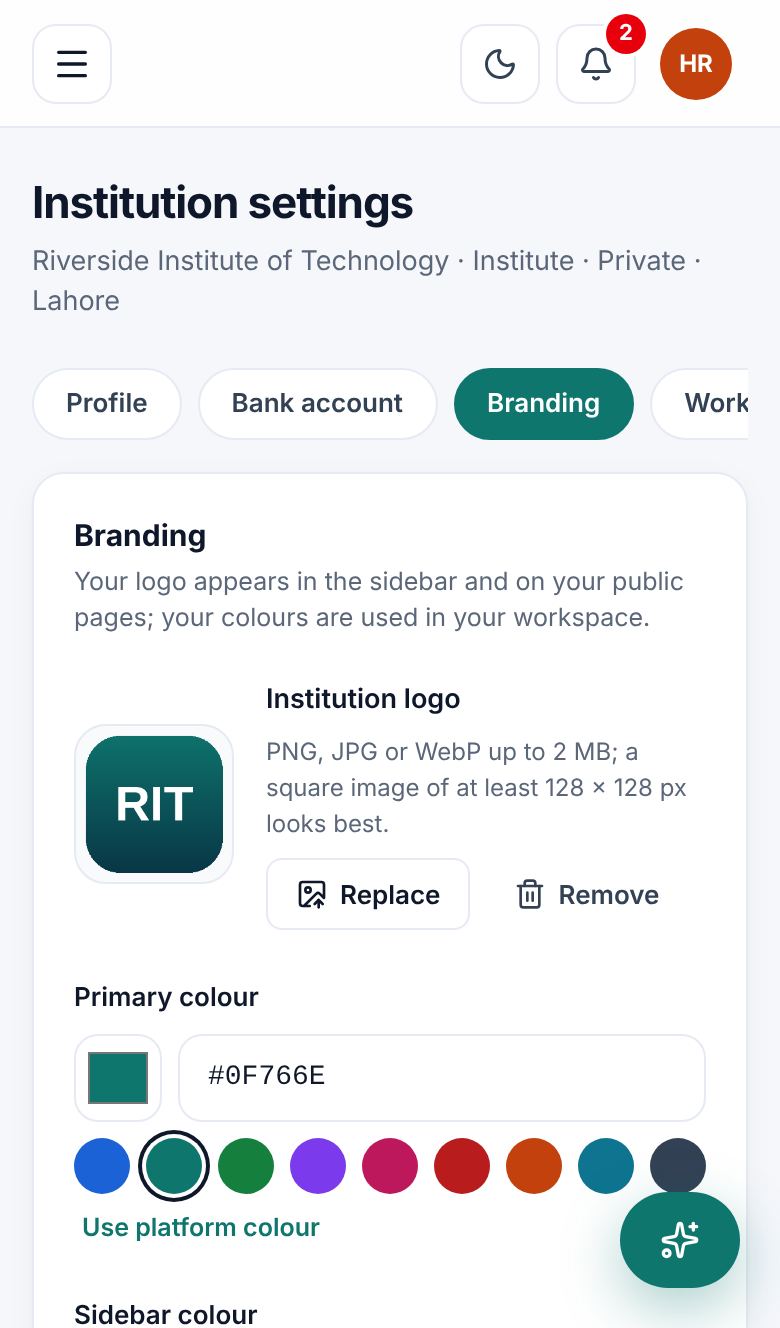 2
HR
Institution settings
Riverside Institute of Technology · Institute · Private ·
Lahore
Profile
Bank account
Branding
Work
Branding
Your logo appears in the sidebar and on your public
pages; your colours are used in your workspace.
Institution logo
PNG, JPG or WebP up to 2 MB; a
square image of at least 128 × 128 px
looks best.
RIT
Replace
Remove
Primary colour
#0F766E
Use platform colour
Sidebar colour